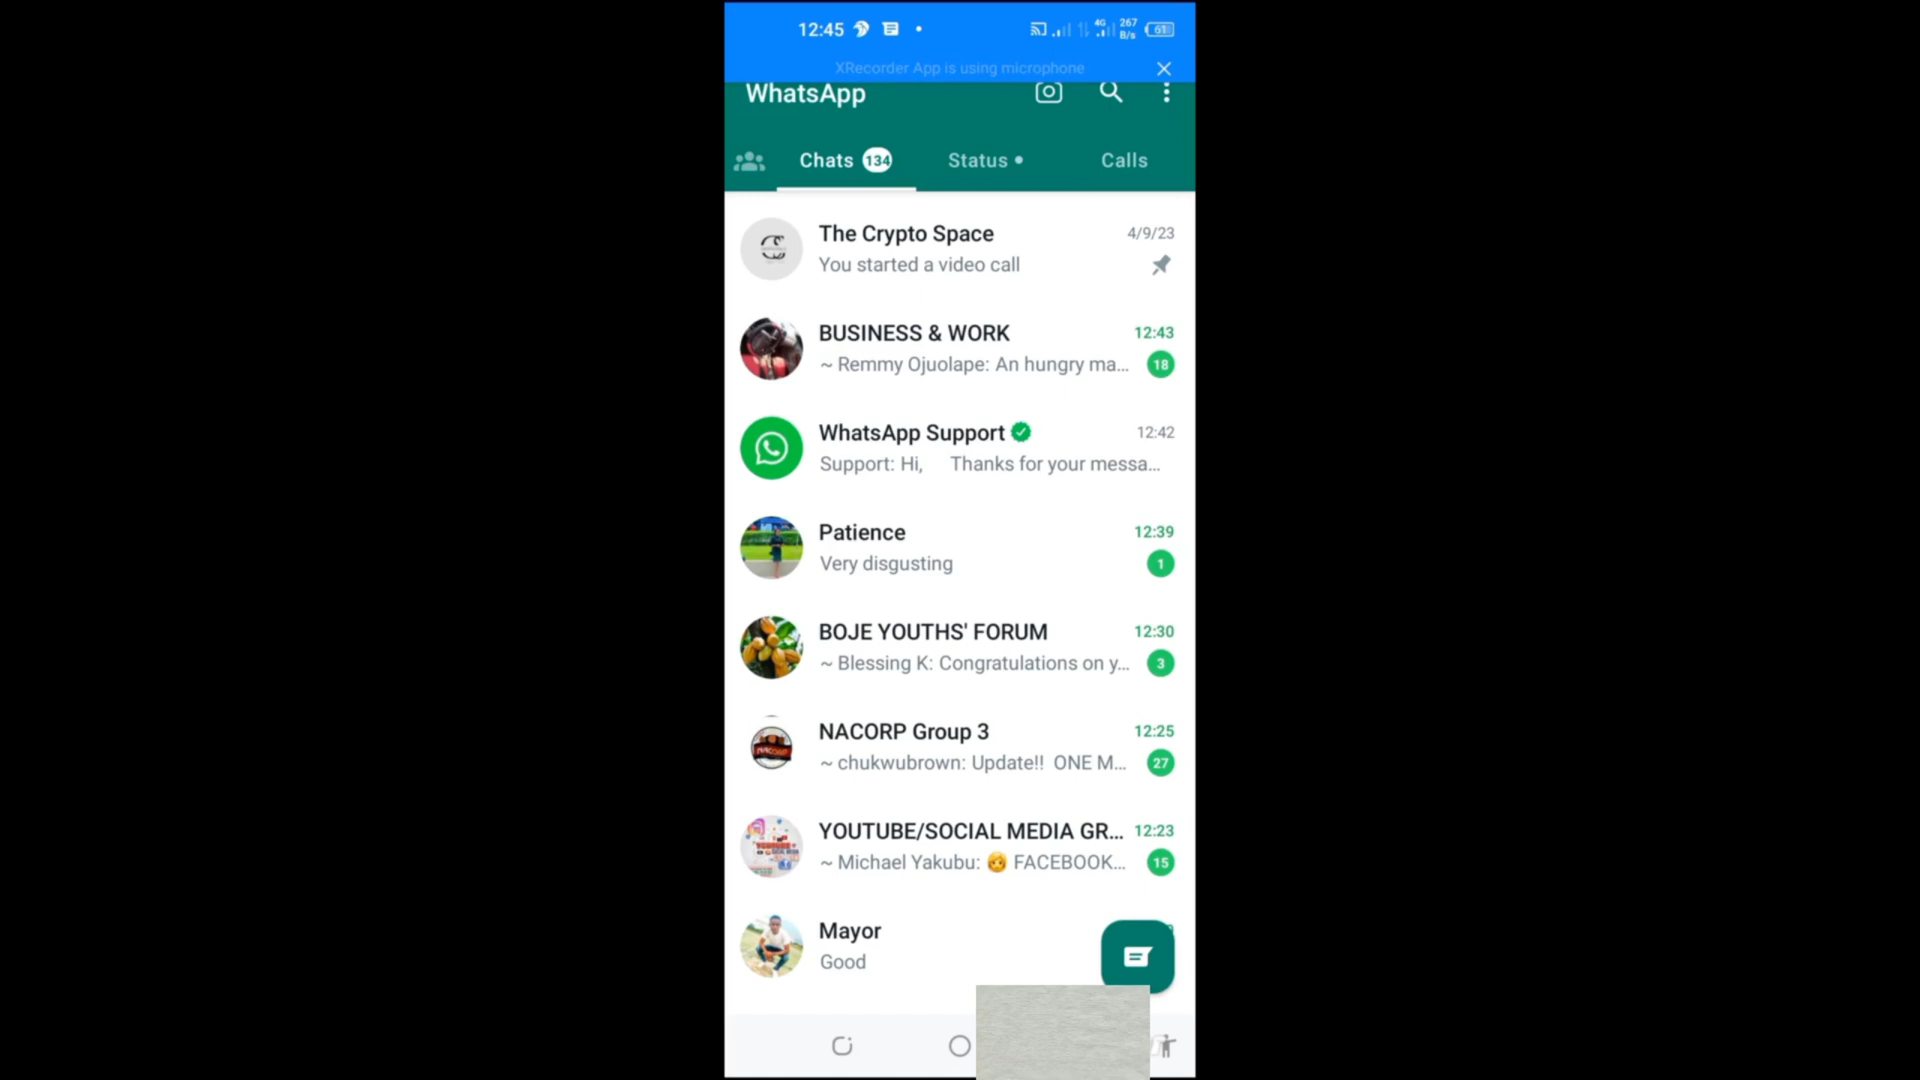 12:45 4G 267 B/s 61
XRecorder App is using microphone
WhatsApp
Chats 134 Status Calls
The Crypto Space 4/9/23
You started a video call
BUSINESS & WORK 12:43
~ Remmy Ojuolape: An hungry ma... 18
WhatsApp Support 12:42
Support: Hi, Thanks for your messa...
Patience 12:39
Very disgusting 1
BOJE YOUTHS' FORUM 12:30
~ Blessing K: Congratulations on y... 3
NACORP Group 3 12:25
~ chukwubrown: Update!! ONE M... 27
YOUTUBE/SOCIAL MEDIA GR... 12:23
~ Michael Yakubu: 👩 FACEBOOK... 15
Mayor
Good